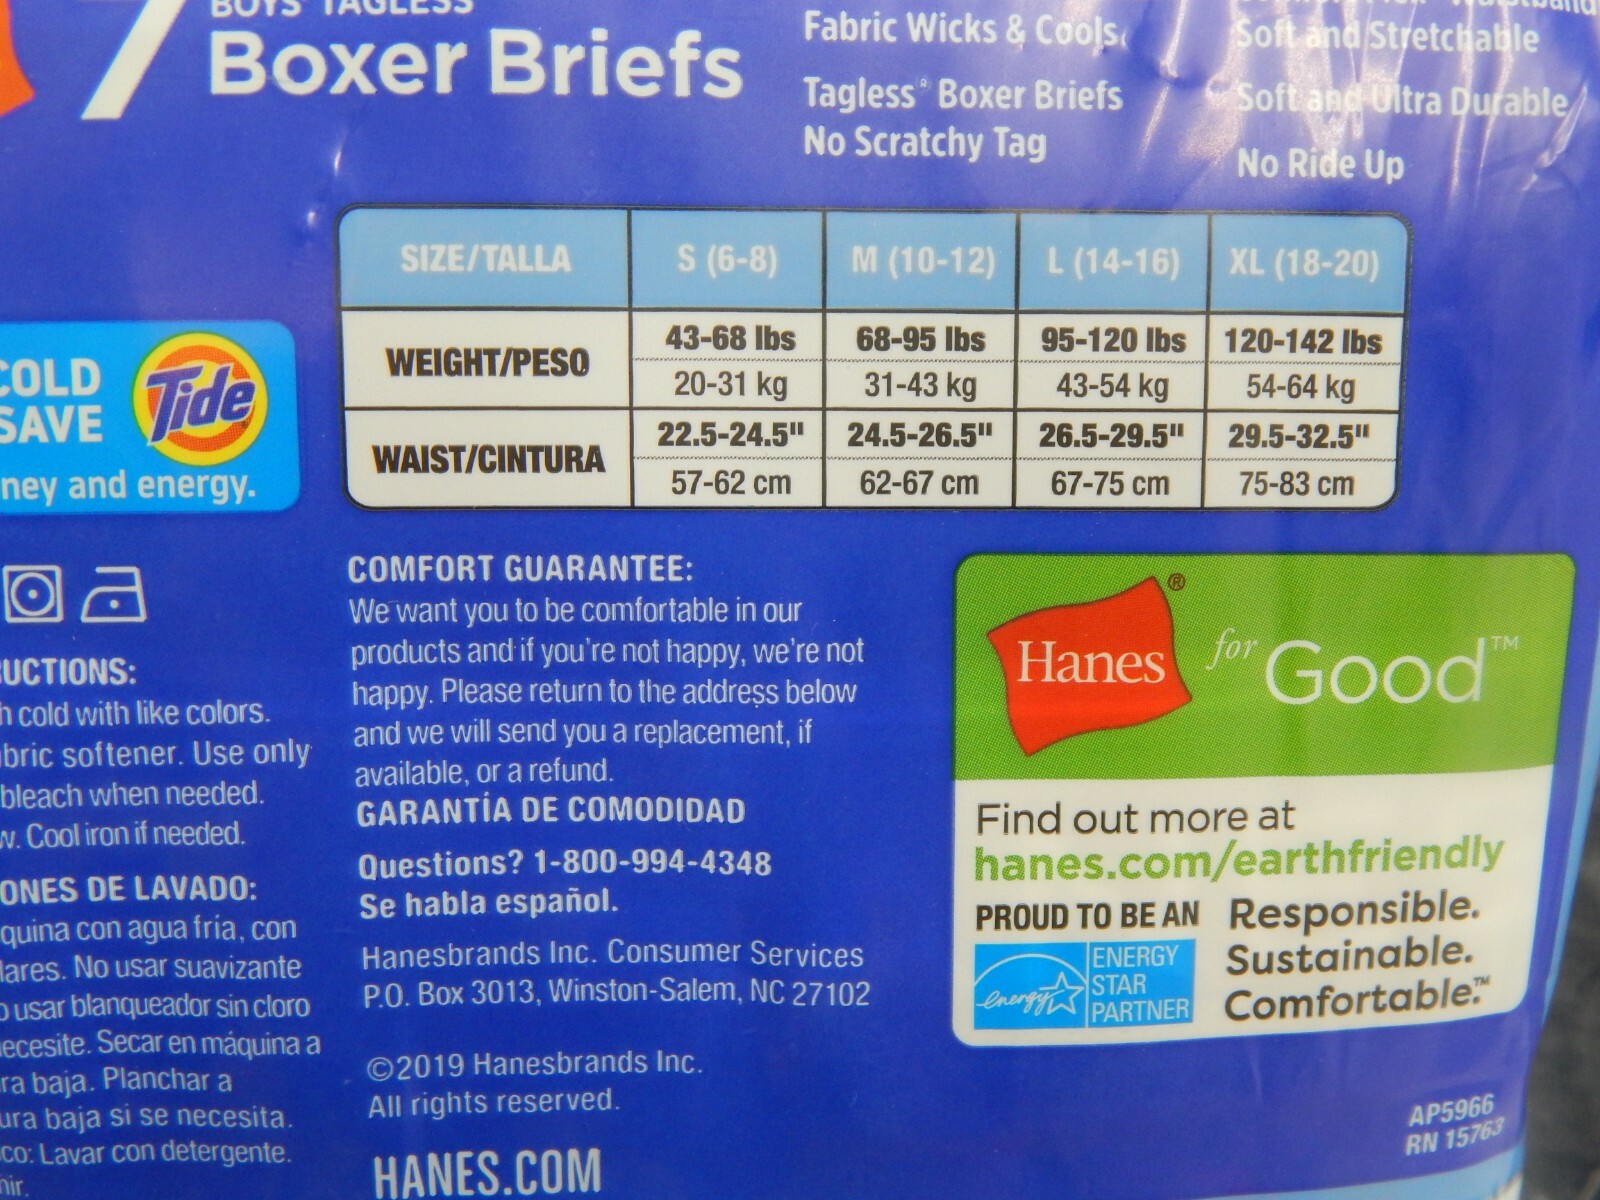 7
BOYS' TAGLESS
Boxer Briefs
Fabric Wicks & Cools
Tagless® Boxer Briefs
No Scratchy Tag
Waistband
Soft and Stretchable
Soft and Ultra Durable
No Ride Up
SIZE/TALLA S (6-8) M (10-12) L (14-16) XL (18-20)
WEIGHT/PESO 43-68 lbs 68-95 lbs 95-120 lbs 120-142 lbs
20-31 kg 31-43 kg 43-54 kg 54-64 kg
WAIST/CINTURA 22.5-24.5" 24.5-26.5" 26.5-29.5" 29.5-32.5"
57-62 cm 62-67 cm 67-75 cm 75-83 cm
COLD
SAVE
Tide
ney and energy.
UCTIONS:
h cold with like colors.
bric softener. Use only
bleach when needed.
w. Cool iron if needed.
ONES DE LAVADO:
quina con agua fría, con
lares. No usar suavizante
o usar blanqueador sin cloro
ecesite. Secar en máquina a
ra baja. Planchar a
ura baja si se necesita.
co: Lavar con detergente.
nir.
COMFORT GUARANTEE:
We want you to be comfortable in our
products and if you're not happy, we're not
happy. Please return to the address below
and we will send you a replacement, if
available, or a refund.
GARANTÍA DE COMODIDAD
Questions? 1-800-994-4348
Se habla español.
Hanesbrands Inc. Consumer Services
P.O. Box 3013, Winston-Salem, NC 27102
©2019 Hanesbrands Inc.
All rights reserved.
HANES.COM
Hanes® for Good™
Find out more at
hanes.com/earthfriendly
PROUD TO BE AN
energy
ENERGY
STAR
PARTNER
Responsible.
Sustainable.
Comfortable.™
AP5966
RN 15763